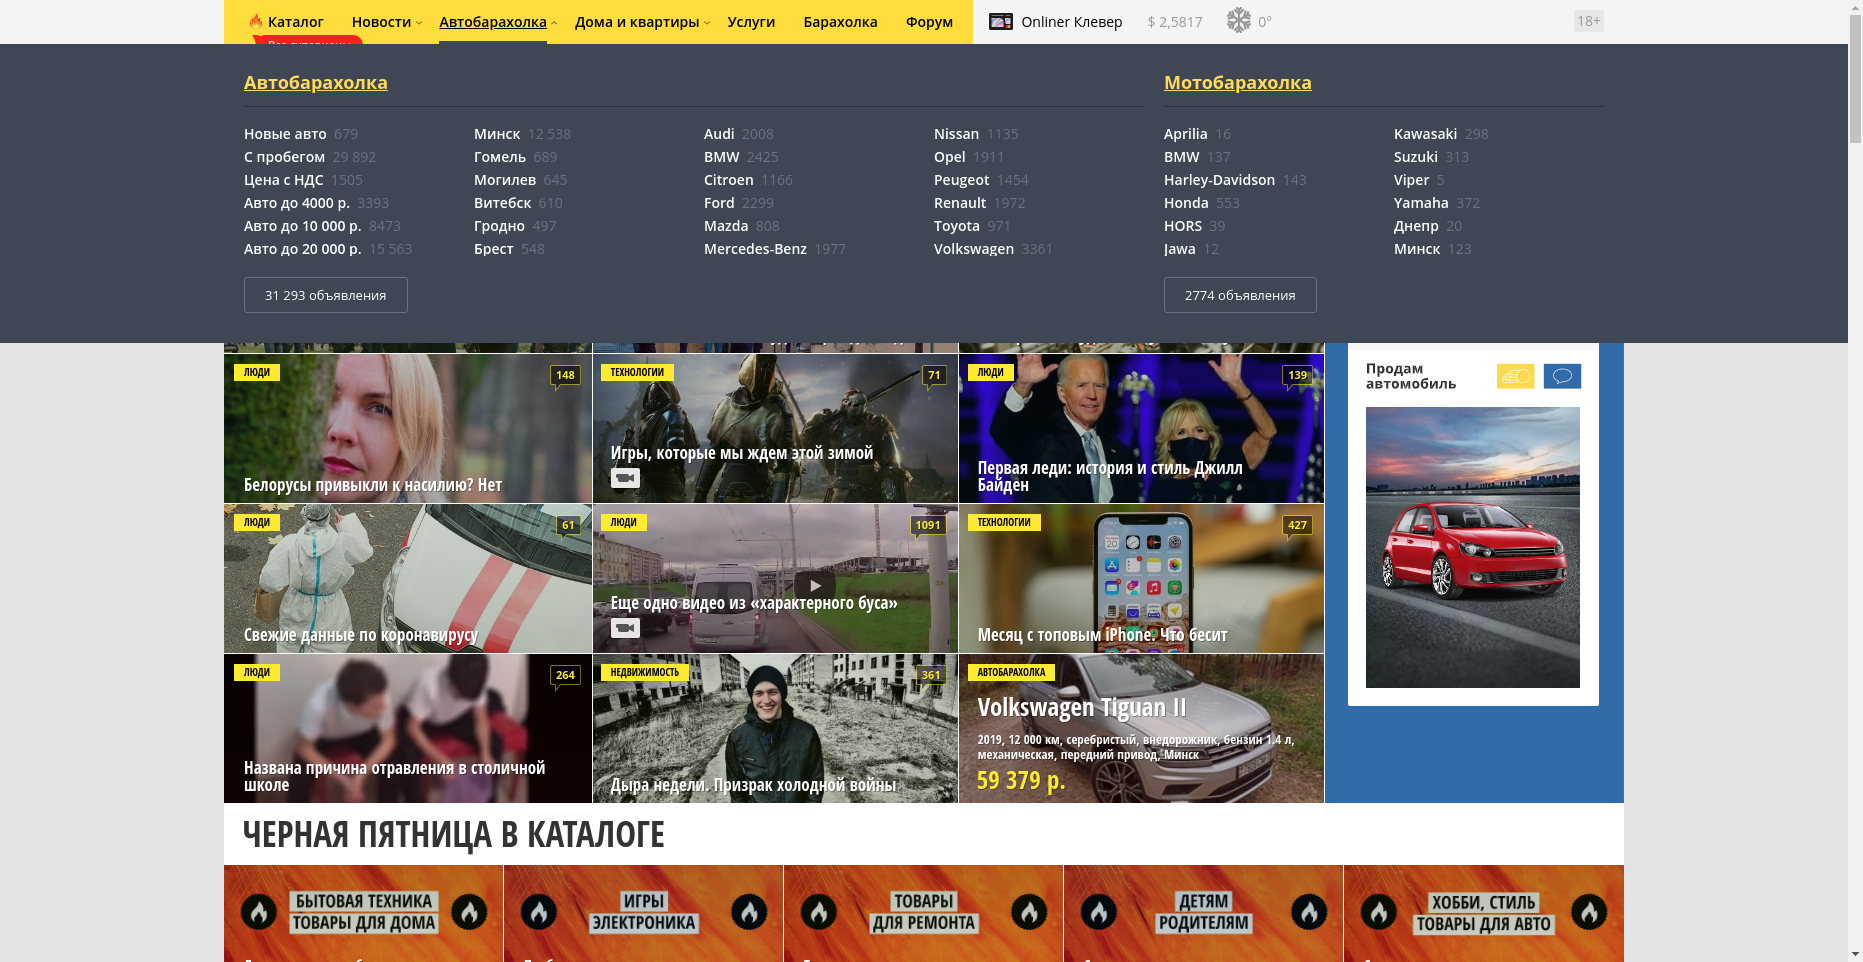 Каталог
Новости
Автобарахолка
Дома и квартиры
Услуги
Барахолка
Форум
Onliner Клевер
$ 2,5817
0°
18+
Автобарахолка
Мотобарахолка
Новые авто 679
С пробегом 29 892
Цена с НДС 1505
Авто до 4000 р. 3393
Авто до 10 000 р. 8473
Авто до 20 000 р. 15 563
Минск 12 538
Гомель 689
Могилев 645
Витебск 610
Гродно 497
Брест 548
Audi 2008
BMW 2425
Citroen 1166
Ford 2299
Mazda 808
Mercedes-Benz 1977
Nissan 1135
Opel 1911
Peugeot 1454
Renault 1972
Toyota 971
Volkswagen 3361
Aprilia 16
BMW 137
Harley-Davidson 143
Honda 553
HORS 39
Jawa 12
Kawasaki 298
Suzuki 313
Viper 5
Yamaha 372
Днепр 20
Минск 123
31 293 объявления
2774 объявления
ЛЮДИ
148
Белорусы привыкли к насилию? Нет
ТЕХНОЛОГИИ
71
Игры, которые мы ждем этой зимой
ЛЮДИ
139
Первая леди: история и стиль Джилл
Байден
Продам
автомобиль
ЛЮДИ
61
Свежие данные по коронавирусу
ЛЮДИ
1091
Еще одно видео из «характерного буса»
ТЕХНОЛОГИИ
427
Месяц с топовым iPhone. Что бесит
ЛЮДИ
264
Названа причина отравления в столичной
школе
НЕДВИЖИМОСТЬ
361
Дыра недели. Призрак холодной войны
АВТОБАРАХОЛКА
Volkswagen Tiguan II
2019, 12 000 км, серебристый, внедорожник, бензин 1.4 л,
механическая, передний привод, Минск
59 379 р.
ЧЕРНАЯ ПЯТНИЦА В КАТАЛОГЕ
БЫТОВАЯ ТЕХНИКА
ТОВАРЫ ДЛЯ ДОМА
ИГРЫ
ЭЛЕКТРОНИКА
ТОВАРЫ
ДЛЯ РЕМОНТА
ДЕТЯМ
РОДИТЕЛЯМ
ХОББИ, СТИЛЬ
ТОВАРЫ ДЛЯ АВТО